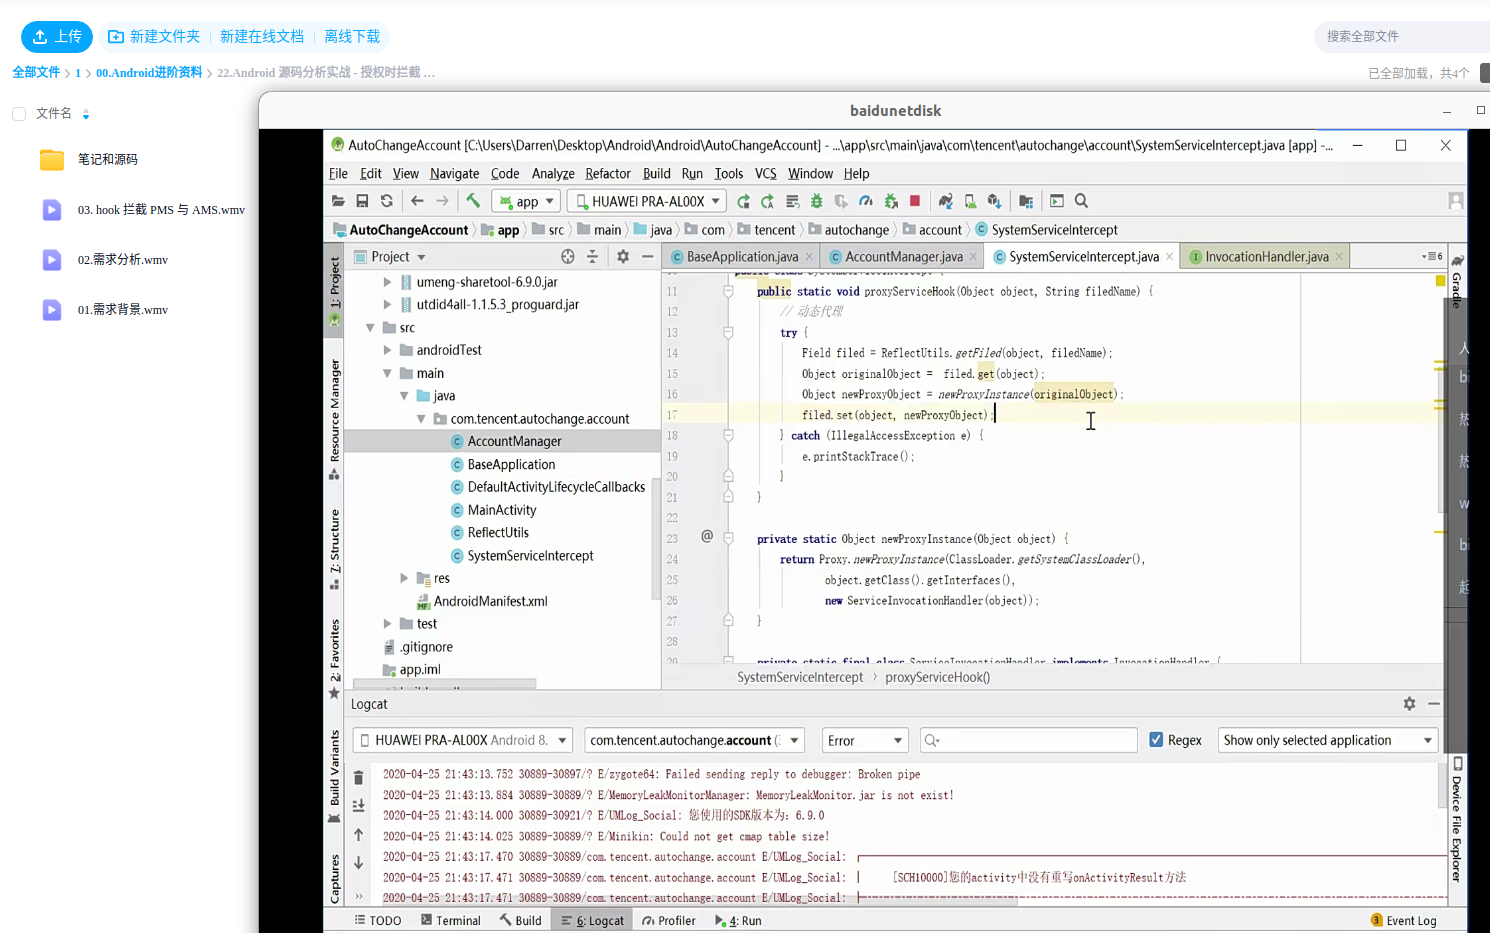 上传
新建文件夹
新建在线文档
离线下载
搜索全部文件
全部文件 > 1 > 00.Android进阶资料 > 22.Android 源码分析实战 - 授权时拦截 …
已全部加载，共4个
文件名
笔记和源码
03. hook 拦截 PMS 与 AMS.wmv
02.需求分析.wmv
01.需求背景.wmv
baidunetdisk
AutoChangeAccount [C:\Users\Darren\Desktop\Android\Android\AutoChangeAccount] - ...\app\src\main\java\com\tencent\autochange\account\SystemServiceIntercept.java [app] -...
File Edit View Navigate Code Analyze Refactor Build Run Tools VCS Window Help
app
HUAWEI PRA-AL00X
AutoChangeAccount app src main java com tencent autochange account SystemServiceIntercept
1: Project
Resource Manager
7: Structure
2: Favorites
Build Variants
Captures
Project
umeng-sharetool-6.9.0.jar
utdid4all-1.1.5.3_proguard.jar
src
androidTest
main
java
com.tencent.autochange.account
AccountManager
BaseApplication
DefaultActivityLifecycleCallbacks
MainActivity
ReflectUtils
SystemServiceIntercept
res
AndroidManifest.xml
test
.gitignore
app.iml
BaseApplication.java
AccountManager.java
SystemServiceIntercept.java
InvocationHandler.java
6
Gradle
public class SystemServiceIntercept {
11 public static void proxyServiceHook(Object object, String filedName) {
12 // 动态代理
13 try {
14 Field filed = ReflectUtils.getFiled(object, filedName);
15 Object originalObject = filed.get(object);
16 Object newProxyObject = newProxyInstance(originalObject);
17 filed.set(object, newProxyObject);
18 } catch (IllegalAccessException e) {
19 e.printStackTrace();
20 }
21 }
22
23 @ private static Object newProxyInstance(Object object) {
24 return Proxy.newProxyInstance(ClassLoader.getSystemClassLoader(),
25 object.getClass().getInterfaces(),
26 new ServiceInvocationHandler(object));
27 }
28
29 private static final class ServiceInvocationHandler implements InvocationHandler {
SystemServiceIntercept > proxyServiceHook()
人
bi
热
热
w
bi
起
Logcat
HUAWEI PRA-AL00X Android 8.
com.tencent.autochange.account (
Error
Regex
Show only selected application
2020-04-25 21:43:13.752 30889-30897/? E/zygote64: Failed sending reply to debugger: Broken pipe
2020-04-25 21:43:13.884 30889-30889/? E/MemoryLeakMonitorManager: MemoryLeakMonitor.jar is not exist!
2020-04-25 21:43:14.000 30889-30921/? E/UMLog_Social: 您使用的SDK版本为：6.9.0
2020-04-25 21:43:14.025 30889-30889/? E/Minikin: Could not get cmap table size!
2020-04-25 21:43:17.470 30889-30889/com.tencent.autochange.account E/UMLog_Social:
2020-04-25 21:43:17.471 30889-30889/com.tencent.autochange.account E/UMLog_Social: | [SCH10000]您的activity中没有重写onActivityResult方法
2020-04-25 21:43:17.471 30889-30889/com.tencent.autochange.account E/UMLog_Social:
Device File Explorer
TODO Terminal Build 6: Logcat Profiler 4: Run
3 Event Log